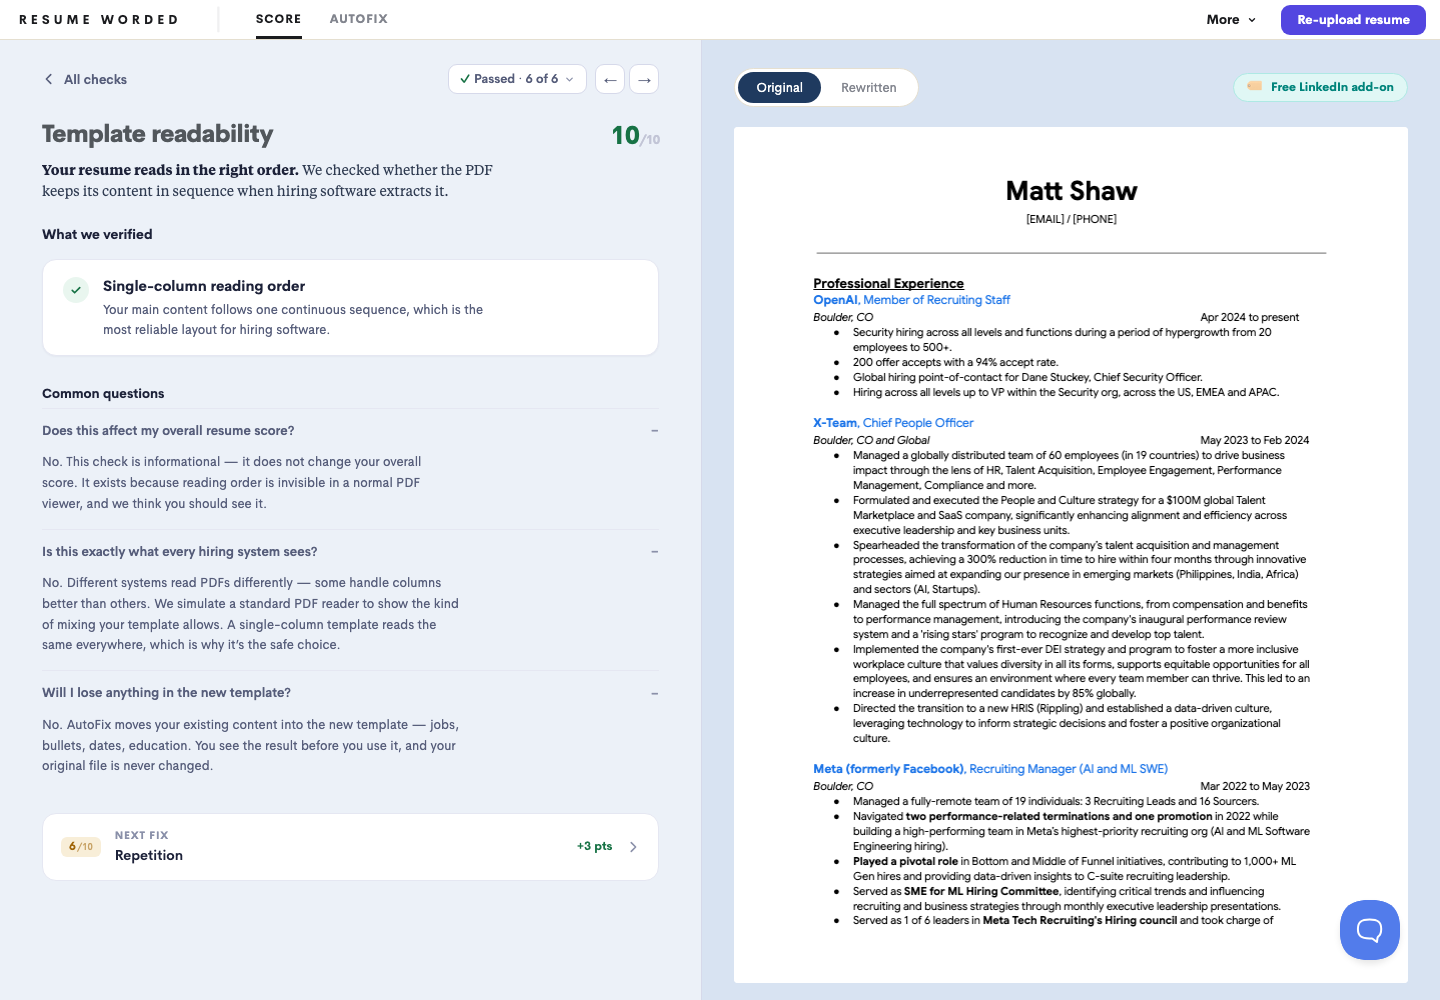 RESUME WORDED
SCORE
AUTOFIX
More
Re-upload resume
All checks
Passed · 6 of 6
Template readability
10/10
Your resume reads in the right order. We checked whether the PDF
keeps its content in sequence when hiring software extracts it.
What we verified
Single-column reading order
Your main content follows one continuous sequence, which is the
most reliable layout for hiring software.
Common questions
Does this affect my overall resume score?
No. This check is informational — it does not change your overall
score. It exists because reading order is invisible in a normal PDF
viewer, and we think you should see it.
Is this exactly what every hiring system sees?
No. Different systems read PDFs differently — some handle columns
better than others. We simulate a standard PDF reader to show the kind
of mixing your template allows. A single-column template reads the
same everywhere, which is why it's the safe choice.
Will I lose anything in the new template?
No. AutoFix moves your existing content into the new template — jobs,
bullets, dates, education. You see the result before you use it, and your
original file is never changed.
6/10
NEXT FIX
Repetition
+3 pts
Original
Rewritten
Free LinkedIn add-on
Matt Shaw
[EMAIL] / [PHONE]
Professional Experience
OpenAI, Member of Recruiting Staff
Boulder, CO Apr 2024 to present
● Security hiring across all levels and functions during a period of hypergrowth from 20
employees to 500+.
● 200 offer accepts with a 94% accept rate.
● Global hiring point-of-contact for Dane Stuckey, Chief Security Officer.
● Hiring across all levels up to VP within the Security org, across the US, EMEA and APAC.
X-Team, Chief People Officer
Boulder, CO and Global May 2023 to Feb 2024
● Managed a globally distributed team of 60 employees (in 19 countries) to drive business
impact through the lens of HR, Talent Acquisition, Employee Engagement, Performance
Management, Compliance and more.
● Formulated and executed the People and Culture strategy for a $100M global Talent
Marketplace and SaaS company, significantly enhancing alignment and efficiency across
executive leadership and key business units.
● Spearheaded the transformation of the company's talent acquisition and management
processes, achieving a 300% reduction in time to hire within four months through innovative
strategies aimed at expanding our presence in emerging markets (Philippines, India, Africa)
and sectors (AI, Startups).
● Managed the full spectrum of Human Resources functions, from compensation and benefits
to performance management, introducing the company's inaugural performance review
system and a 'rising stars' program to recognize and develop top talent.
● Implemented the company's first-ever DEI strategy and program to foster a more inclusive
workplace culture that values diversity in all its forms, supports equitable opportunities for all
employees, and ensures an environment where every team member can thrive. This led to an
increase in underrepresented candidates by 85% globally.
● Directed the transition to a new HRIS (Rippling) and established a data-driven culture,
leveraging technology to inform strategic decisions and foster a positive organizational
culture.
Meta (formerly Facebook), Recruiting Manager (AI and ML SWE)
Boulder, CO Mar 2022 to May 2023
● Managed a fully-remote team of 19 individuals: 3 Recruiting Leads and 16 Sourcers.
● Navigated two performance-related terminations and one promotion in 2022 while
building a high-performing team in Meta's highest-priority recruiting org (AI and ML Software
Engineering hiring).
● Played a pivotal role in Bottom and Middle of Funnel initiatives, contributing to 1,000+ ML
Gen hires and providing data-driven insights to C-suite recruiting leadership.
● Served as SME for ML Hiring Committee, identifying critical trends and influencing
recruiting and business strategies through monthly executive leadership presentations.
● Served as 1 of 6 leaders in Meta Tech Recruiting's Hiring council and took charge of